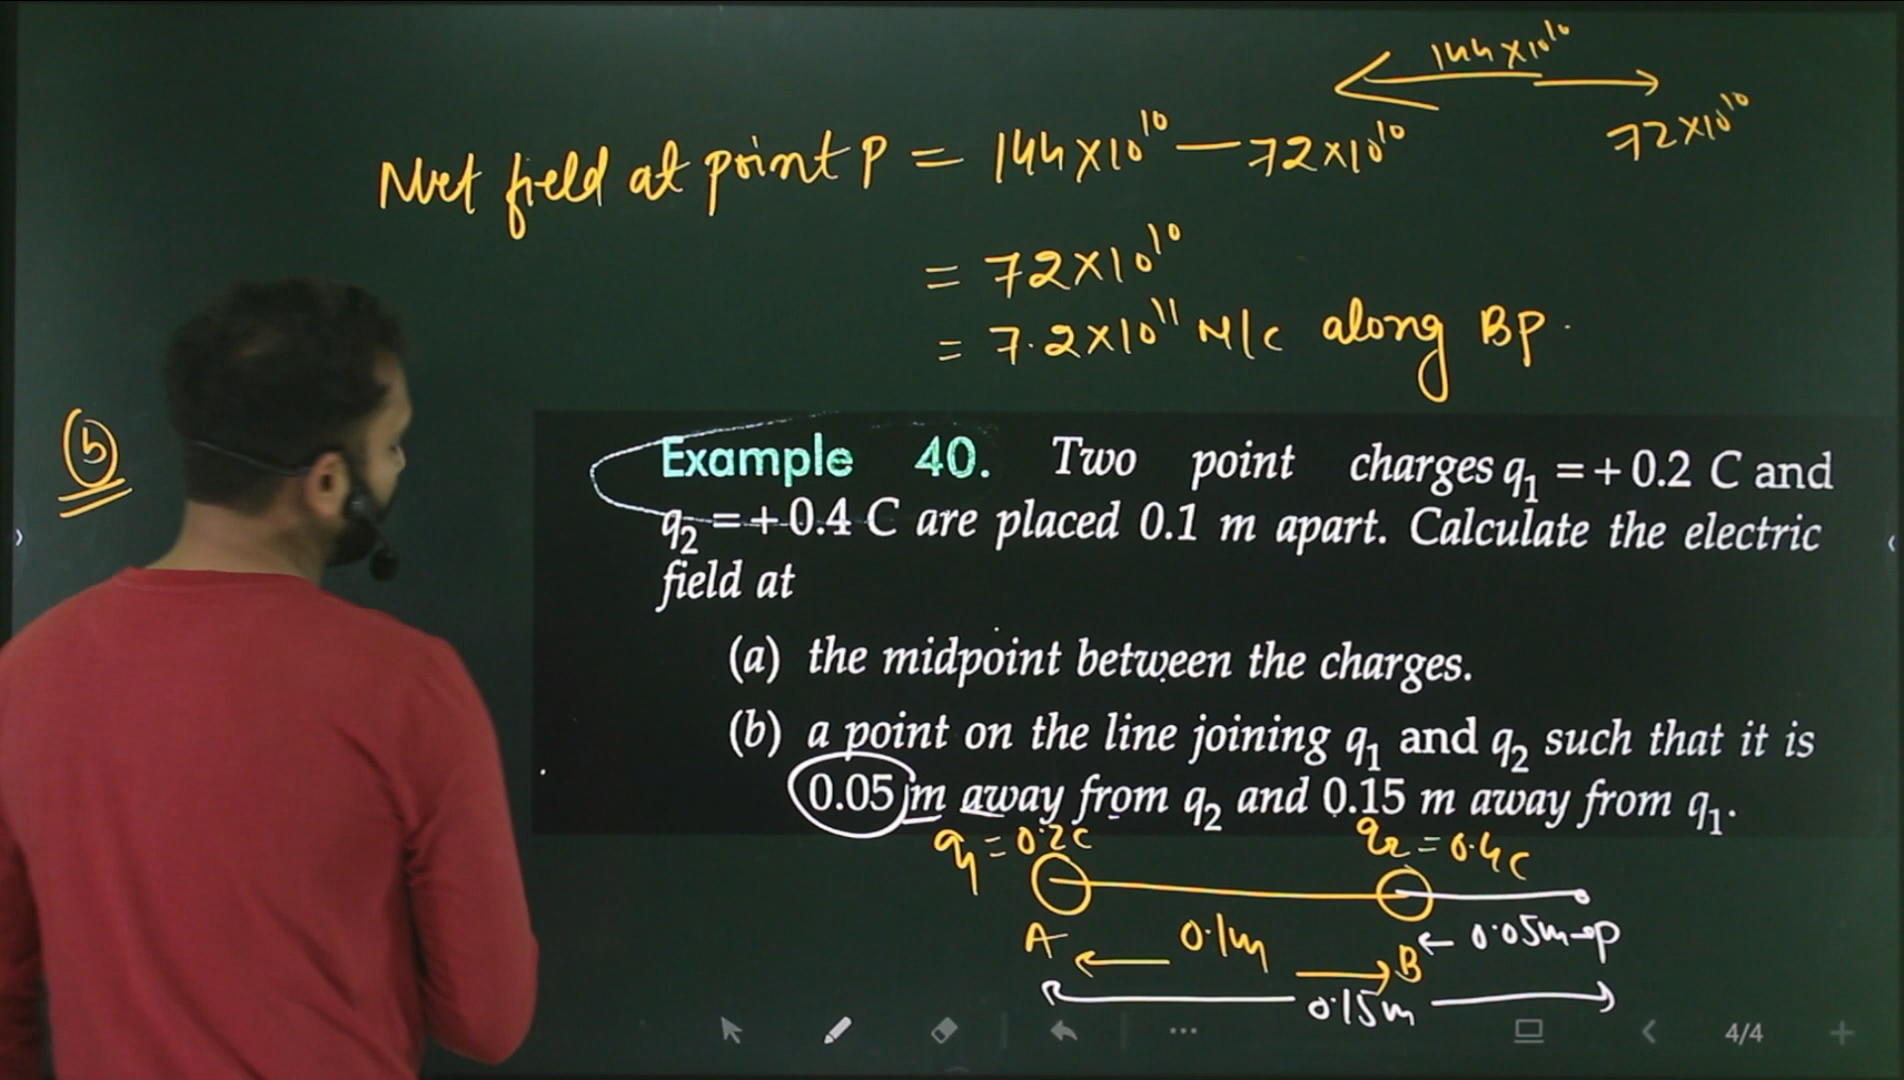 144×10¹⁰
72×10¹⁰
Net field at point P = 144×10¹⁰ − 72×10¹⁰
= 72×10¹⁰
= 7.2×10¹¹ N/C along BP.
(b)
Example 40. Two point charges q₁ = + 0.2 C and
q₂ = + 0.4 C are placed 0.1 m apart. Calculate the electric
field at
(a) the midpoint between the charges.
(b) a point on the line joining q₁ and q₂ such that it is
0.05 m away from q₂ and 0.15 m away from q₁.
q₁ = 0.2C q₂ = 0.4C
A 0.1m B 0.05m P
0.15m
4/4